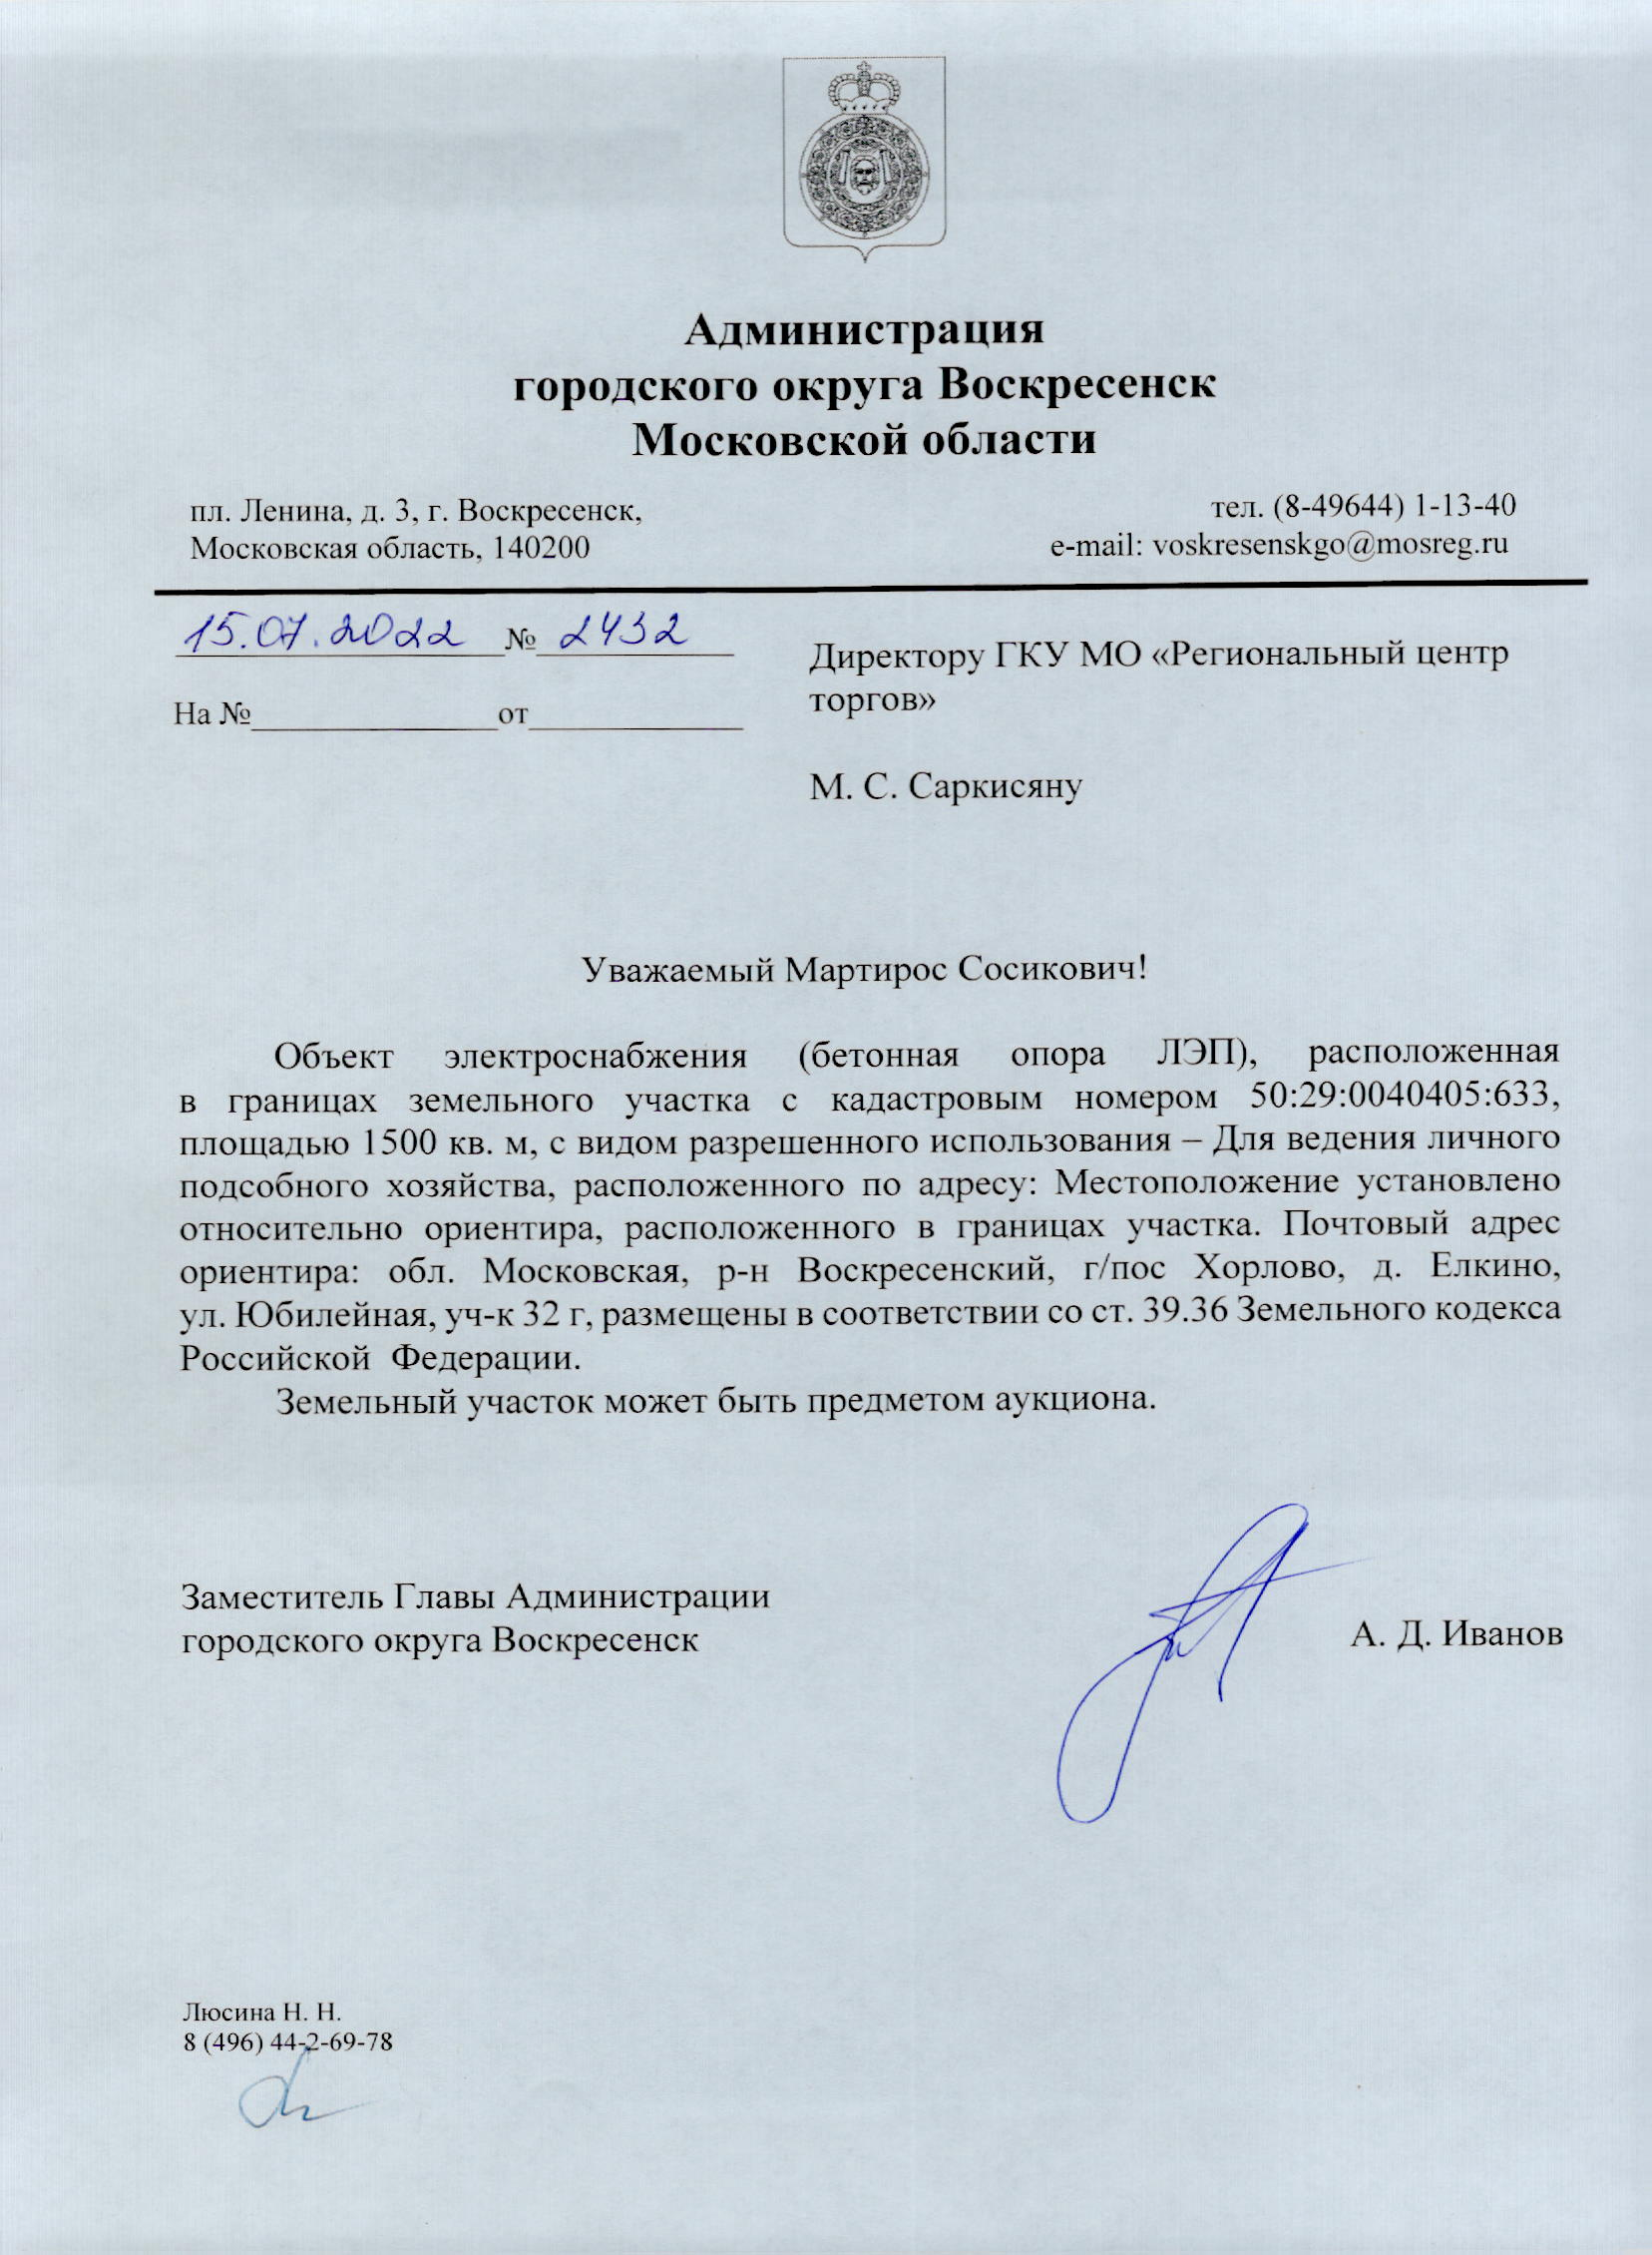 Администрация
городского округа Воскресенск
Московской области
пл. Ленина, д. 3, г. Воскресенск,
Московская область, 140200
тел. (8-49644) 1-13-40
e-mail: voskresenskgo@mosreg.ru
15.07.2022 № 2432
На №______________от____________
Директору ГКУ МО «Региональный центр
торгов»
М. С. Саркисяну
Уважаемый Мартирос Сосикович!
Объект электроснабжения (бетонная опора ЛЭП), расположенная
в границах земельного участка с кадастровым номером 50:29:0040405:633,
площадью 1500 кв. м, с видом разрешенного использования – Для ведения личного
подсобного хозяйства, расположенного по адресу: Местоположение установлено
относительно ориентира, расположенного в границах участка. Почтовый адрес
ориентира: обл. Московская, р-н Воскресенский, г/пос Хорлово, д. Елкино,
ул. Юбилейная, уч-к 32 г, размещены в соответствии со ст. 39.36 Земельного кодекса
Российской Федерации.
Земельный участок может быть предметом аукциона.
Заместитель Главы Администрации
городского округа Воскресенск
А. Д. Иванов
Люсина Н. Н.
8 (496) 44-2-69-78